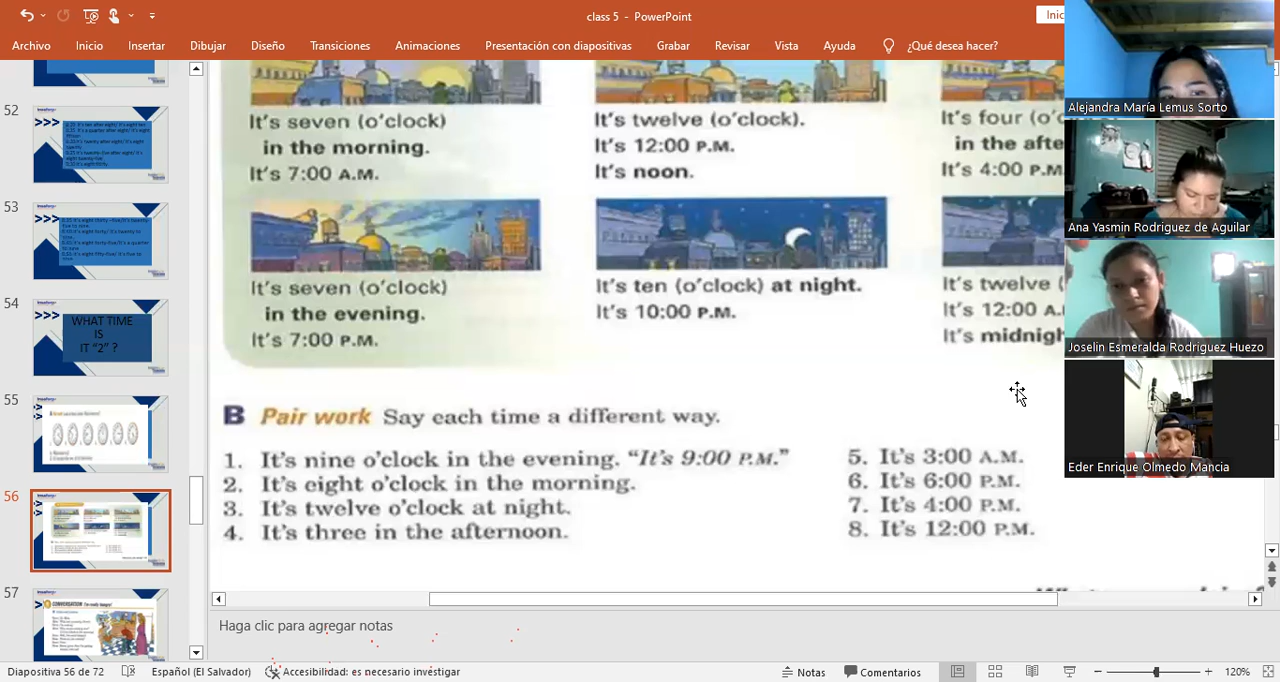 class 5 - PowerPoint
Inic
Archivo Inicio Insertar Dibujar Diseño Transiciones Animaciones Presentación con diapositivas Grabar Revisar Vista Ayuda ¿Qué desea hacer?
52
53
54
WHAT TIME
IS
IT "2" ?
55
56
57
It's seven (o'clock)
in the morning.
It's 7:00 A.M.
It's twelve (o'clock).
It's 12:00 P.M.
It's noon.
It's four (o'c
in the afte
It's 4:00 P.M
It's seven (o'clock)
in the evening.
It's 7:00 P.M.
It's ten (o'clock) at night.
It's 10:00 P.M.
It's twelve (
It's 12:00 A.
It's midnigh
B Pair work Say each time a different way.
1. It's nine o'clock in the evening. "It's 9:00 P.M."
2. It's eight o'clock in the morning.
3. It's twelve o'clock at night.
4. It's three in the afternoon.
5. It's 3:00 A.M.
6. It's 6:00 P.M.
7. It's 4:00 P.M.
8. It's 12:00 P.M.
Alejandra María Lemus Sorto
Ana Yasmin Rodriguez de Aguilar
Joselin Esmeralda Rodriguez Huezo
Eder Enrique Olmedo Mancia
Haga clic para agregar notas
Diapositiva 56 de 72 Español (El Salvador) Accesibilidad: es necesario investigar Notas Comentarios 120%